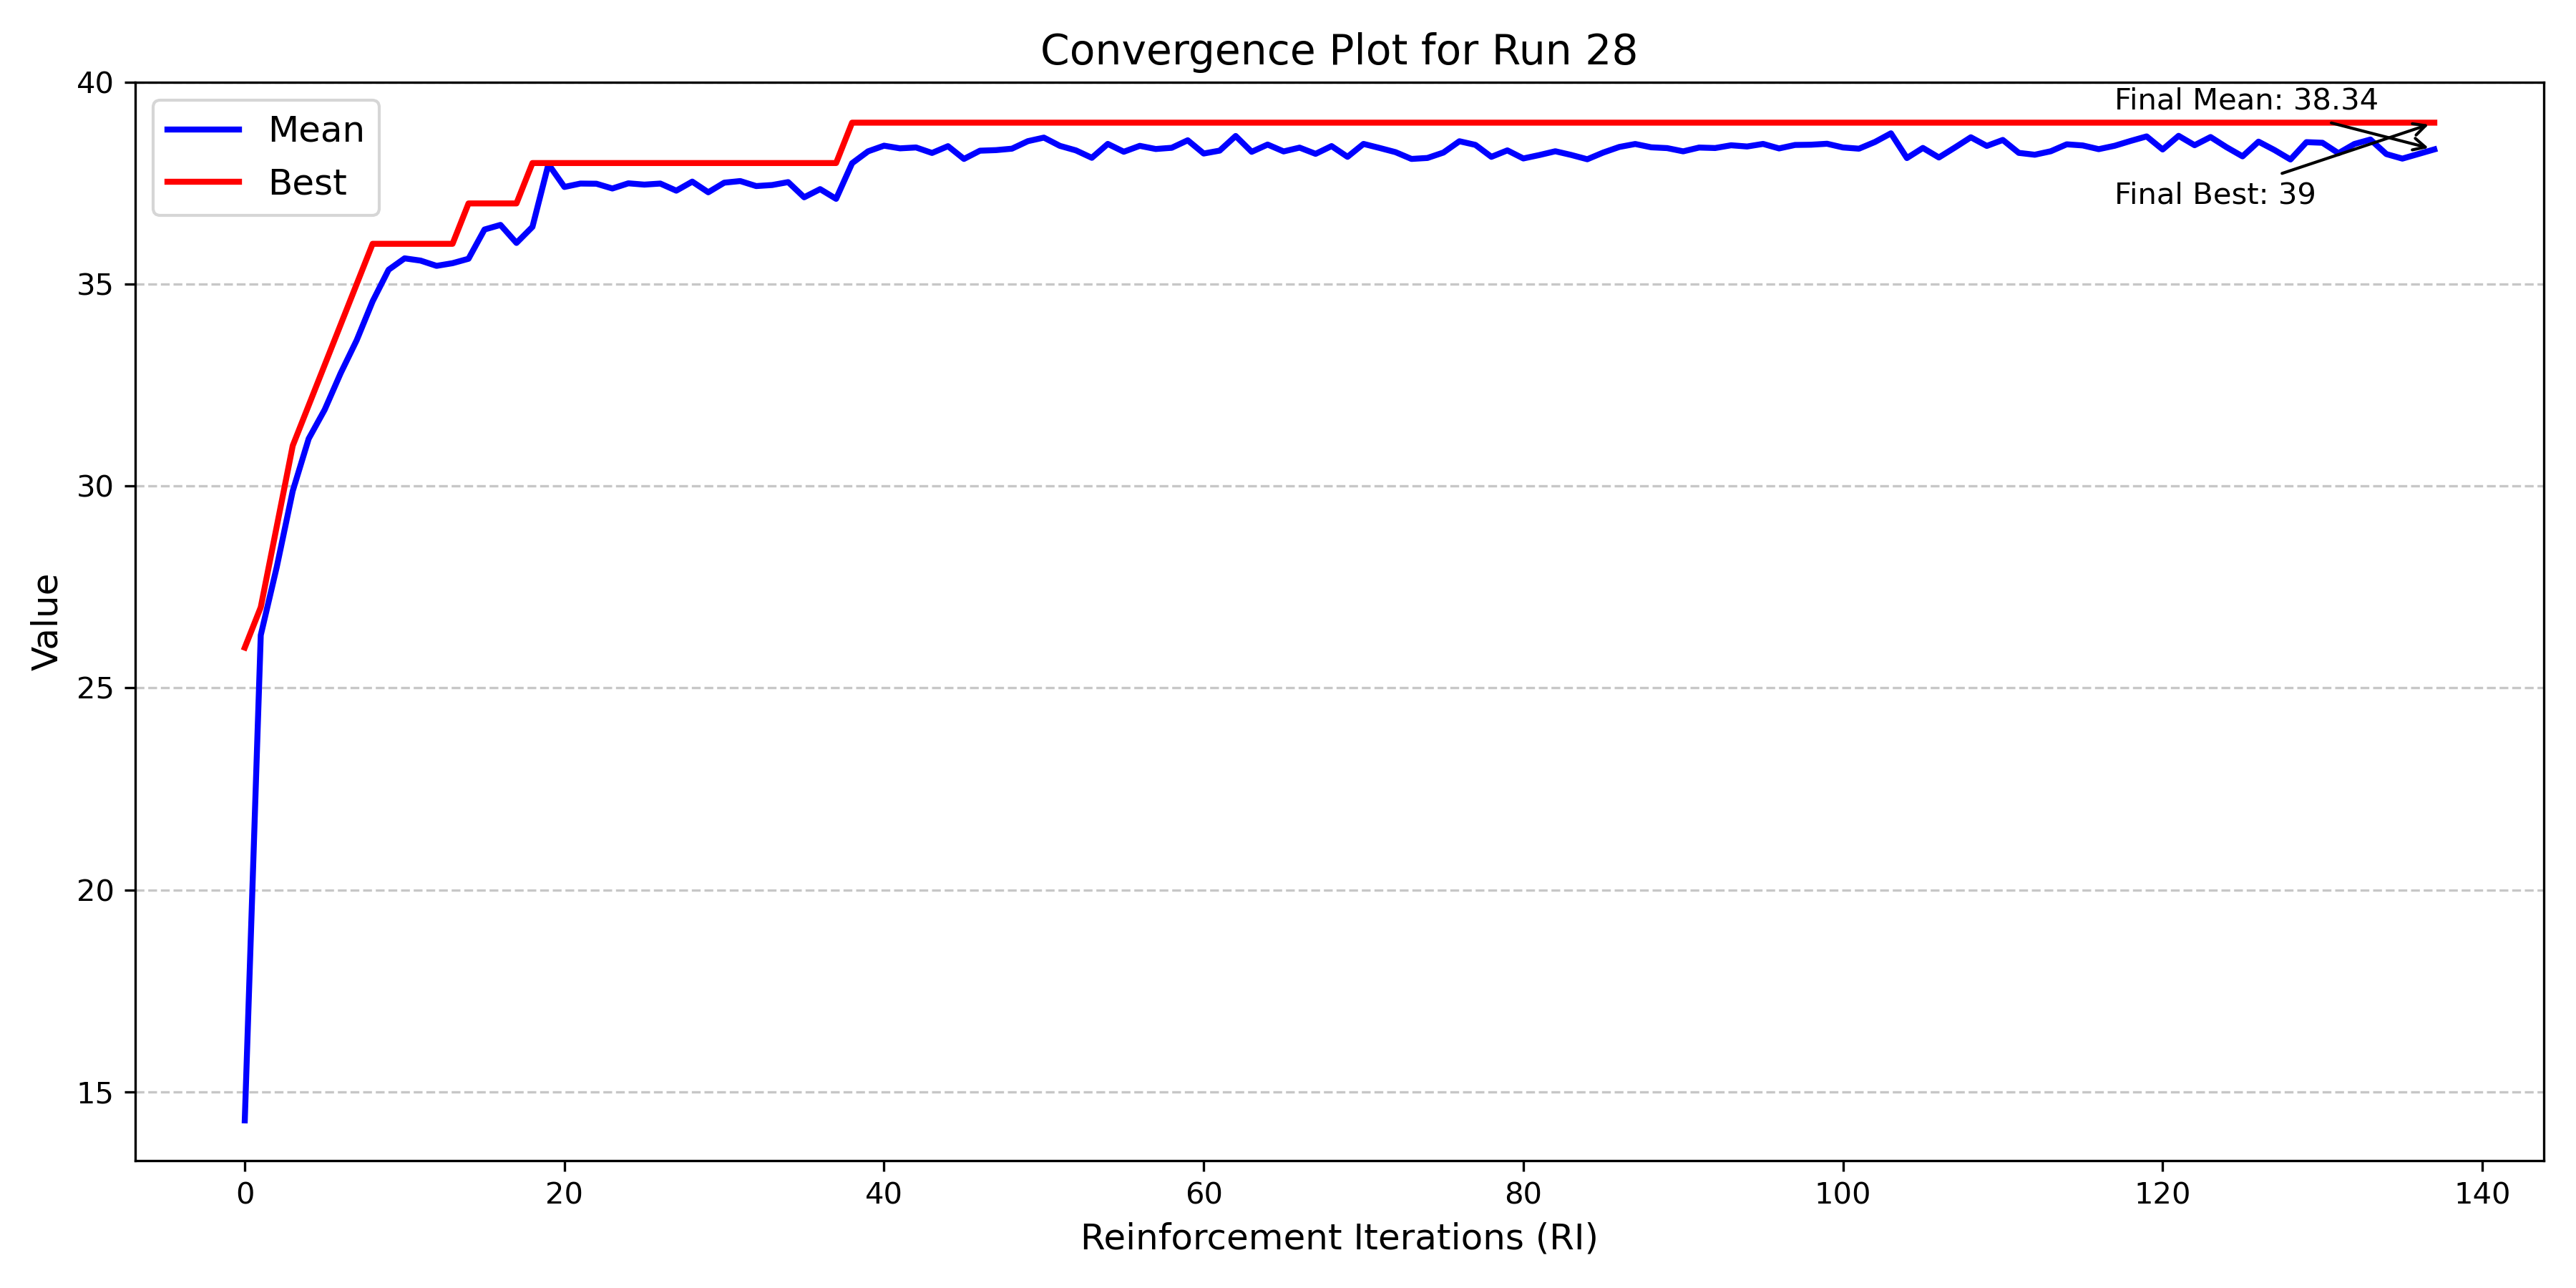 Convergence Plot for Run 28
Mean
Best
Final Mean: 38.34
Final Best: 39
Value
40
35
30
25
20
15
0
20
40
60
80
100
120
140
Reinforcement Iterations (RI)